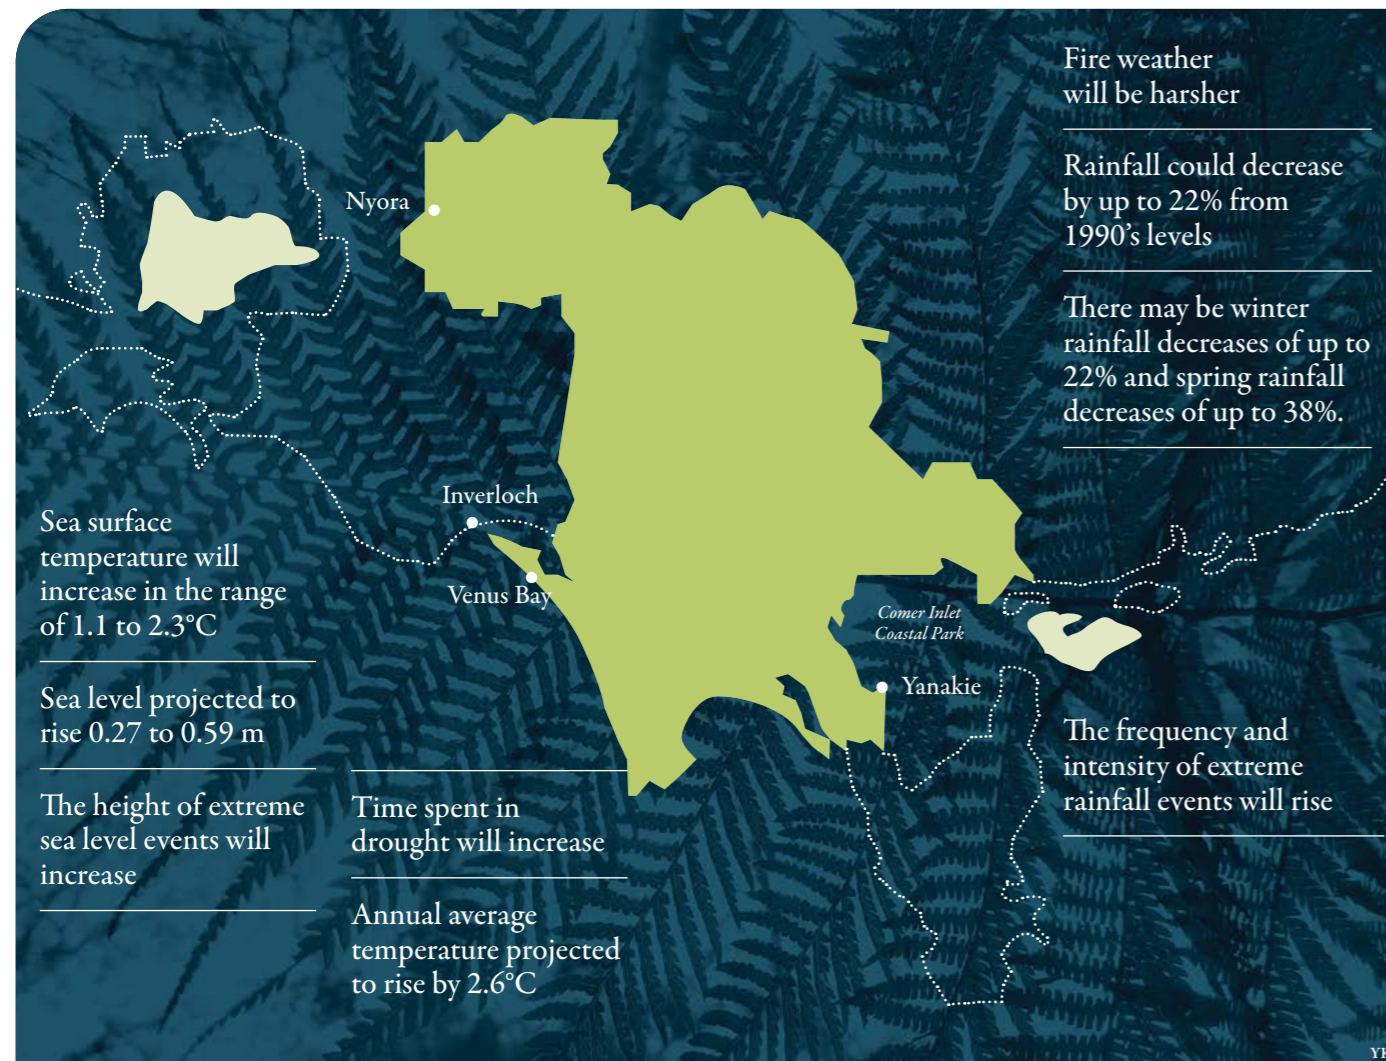 Fire weather
will be harsher
Rainfall could decrease
by up to 22% from
1990’s levels
There may be winter
rainfall decreases of up to
22% and spring rainfall
decreases of up to 38%.
Nyora
Inverloch
Venus Bay
Comer Inlet
Coastal Park
Yanakie
Sea surface
temperature will
increase in the range
of 1.1 to 2.3°C
Sea level projected to
rise 0.27 to 0.59 m
The height of extreme
sea level events will
increase
Time spent in
drought will increase
Annual average
temperature projected
to rise by 2.6°C
The frequency and
intensity of extreme
rainfall events will rise